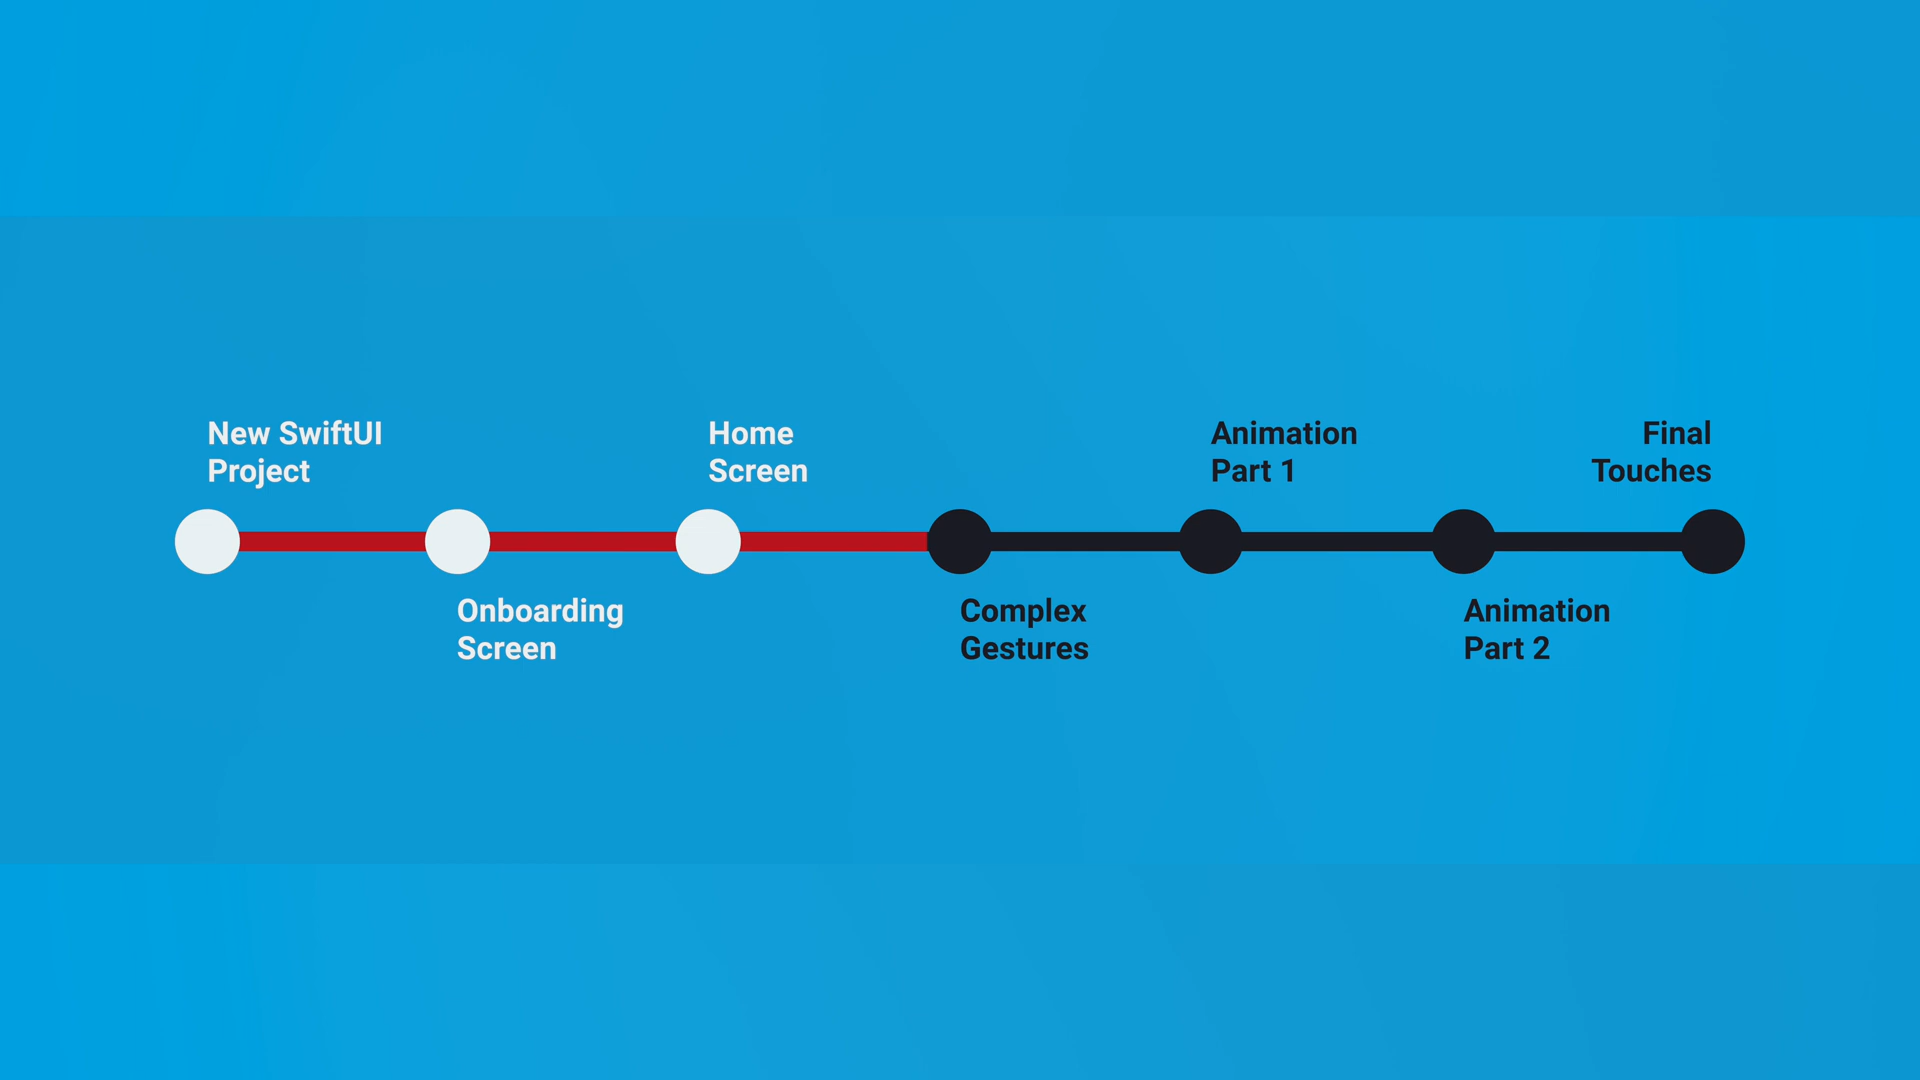 New SwiftUI
Project
Onboarding
Screen
Home
Screen
Complex
Gestures
Animation
Part 1
Animation
Part 2
Final
Touches